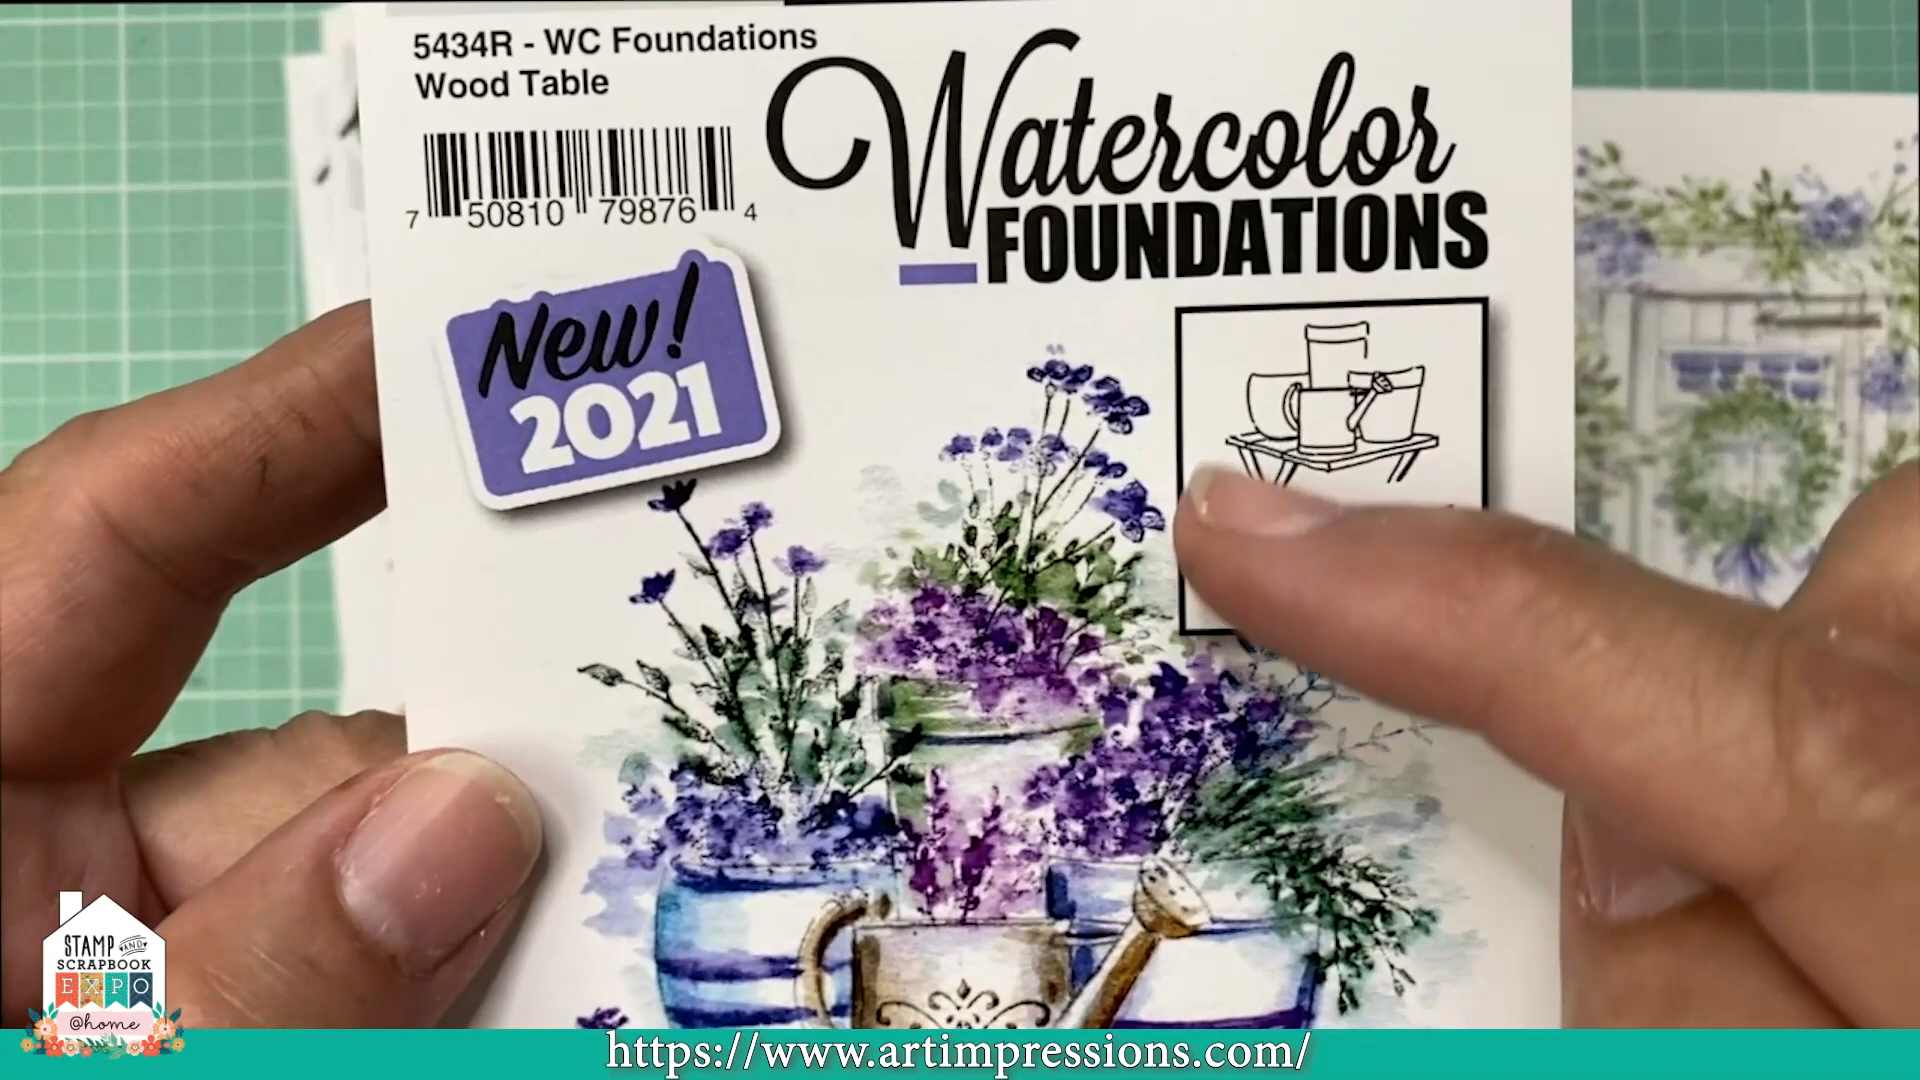 5434R - WC Foundations
Wood Table
7 50810 79876 4
Watercolor
FOUNDATIONS
New!
2021
STAMP AND
SCRAPBOOK
EXPO
@home
https://www.artimpressions.com/